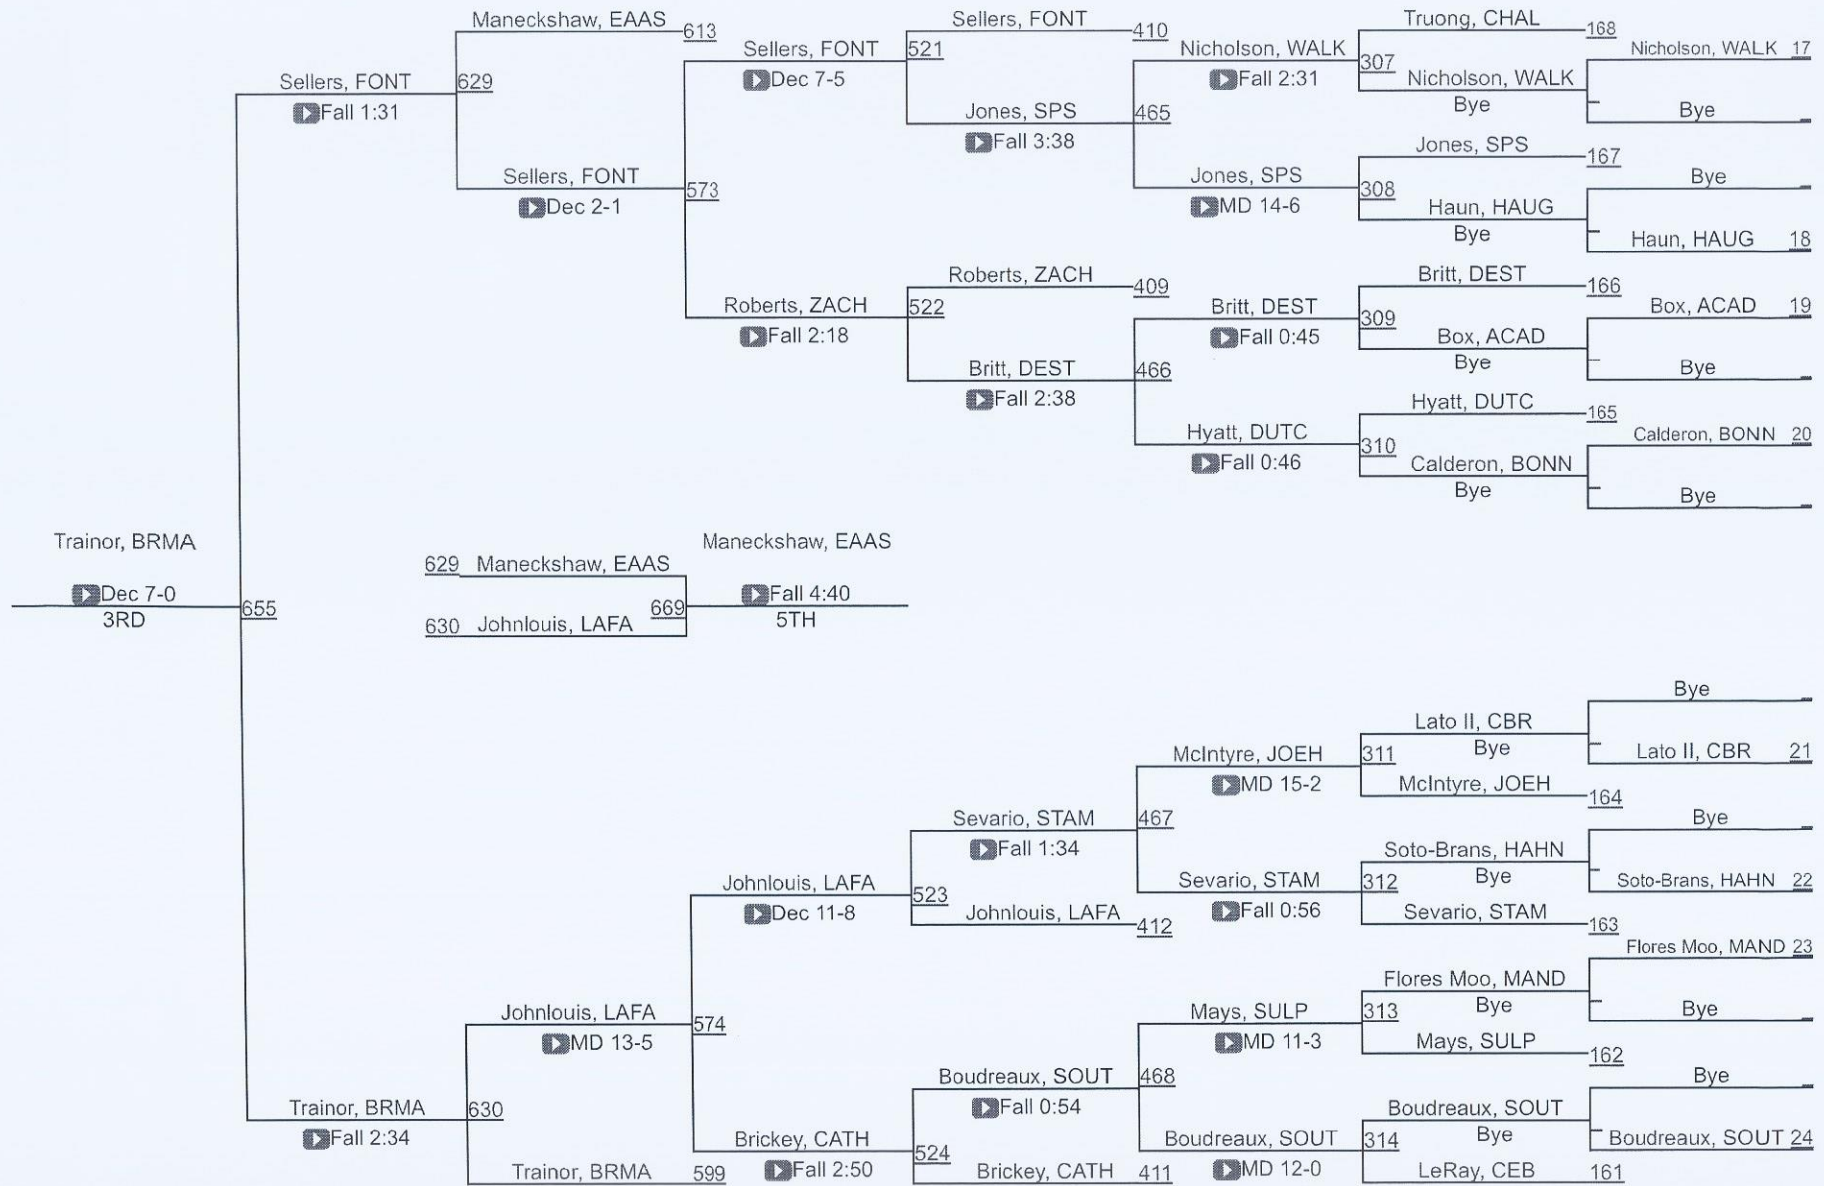 Maneckshaw, EAAS 613
Sellers, FONT 410
Truong, CHAL 168
Sellers, FONT 521
Dec 7-5
Nicholson, WALK 307
Fall 2:31
Nicholson, WALK 17
Sellers, FONT 629
Fall 1:31
Nicholson, WALK
Bye
Bye
Jones, SPS 465
Fall 3:38
Jones, SPS 167
Sellers, FONT 573
Dec 2-1
Jones, SPS 308
MD 14-6
Bye
Haun, HAUG
Bye
Haun, HAUG 18
Roberts, ZACH 409
Britt, DEST 166
Roberts, ZACH 522
Fall 2:18
Britt, DEST 309
Fall 0:45
Box, ACAD 19
Box, ACAD
Bye
Britt, DEST 466
Fall 2:38
Bye
Hyatt, DUTC 165
Hyatt, DUTC 310
Fall 0:46
Calderon, BONN 20
Calderon, BONN
Bye
Bye
Trainor, BRMA
Dec 7-0
3RD
655
629 Maneckshaw, EAAS
630 Johnlouis, LAFA
669
Maneckshaw, EAAS
Fall 4:40
5TH
Bye
Lato II, CBR
Bye
McIntyre, JOEH 311
MD 15-2
Lato II, CBR 21
McIntyre, JOEH 164
Sevario, STAM 467
Fall 1:34
Bye
Soto-Brans, HAHN
Bye
Johnlouis, LAFA 523
Dec 11-8
Sevario, STAM 312
Fall 0:56
Soto-Brans, HAHN 22
Johnlouis, LAFA 412
Sevario, STAM 163
Flores Moo, MAND 23
Flores Moo, MAND
Bye
Johnlouis, LAFA 574
MD 13-5
Mays, SULP 313
MD 11-3
Bye
Mays, SULP 162
Boudreaux, SOUT 468
Fall 0:54
Bye
Trainor, BRMA 630
Fall 2:34
Boudreaux, SOUT
Bye
Brickey, CATH 524
Fall 2:50
Boudreaux, SOUT 314
MD 12-0
Boudreaux, SOUT 24
Trainor, BRMA 599
Brickey, CATH 411
LeRay, CEB 161